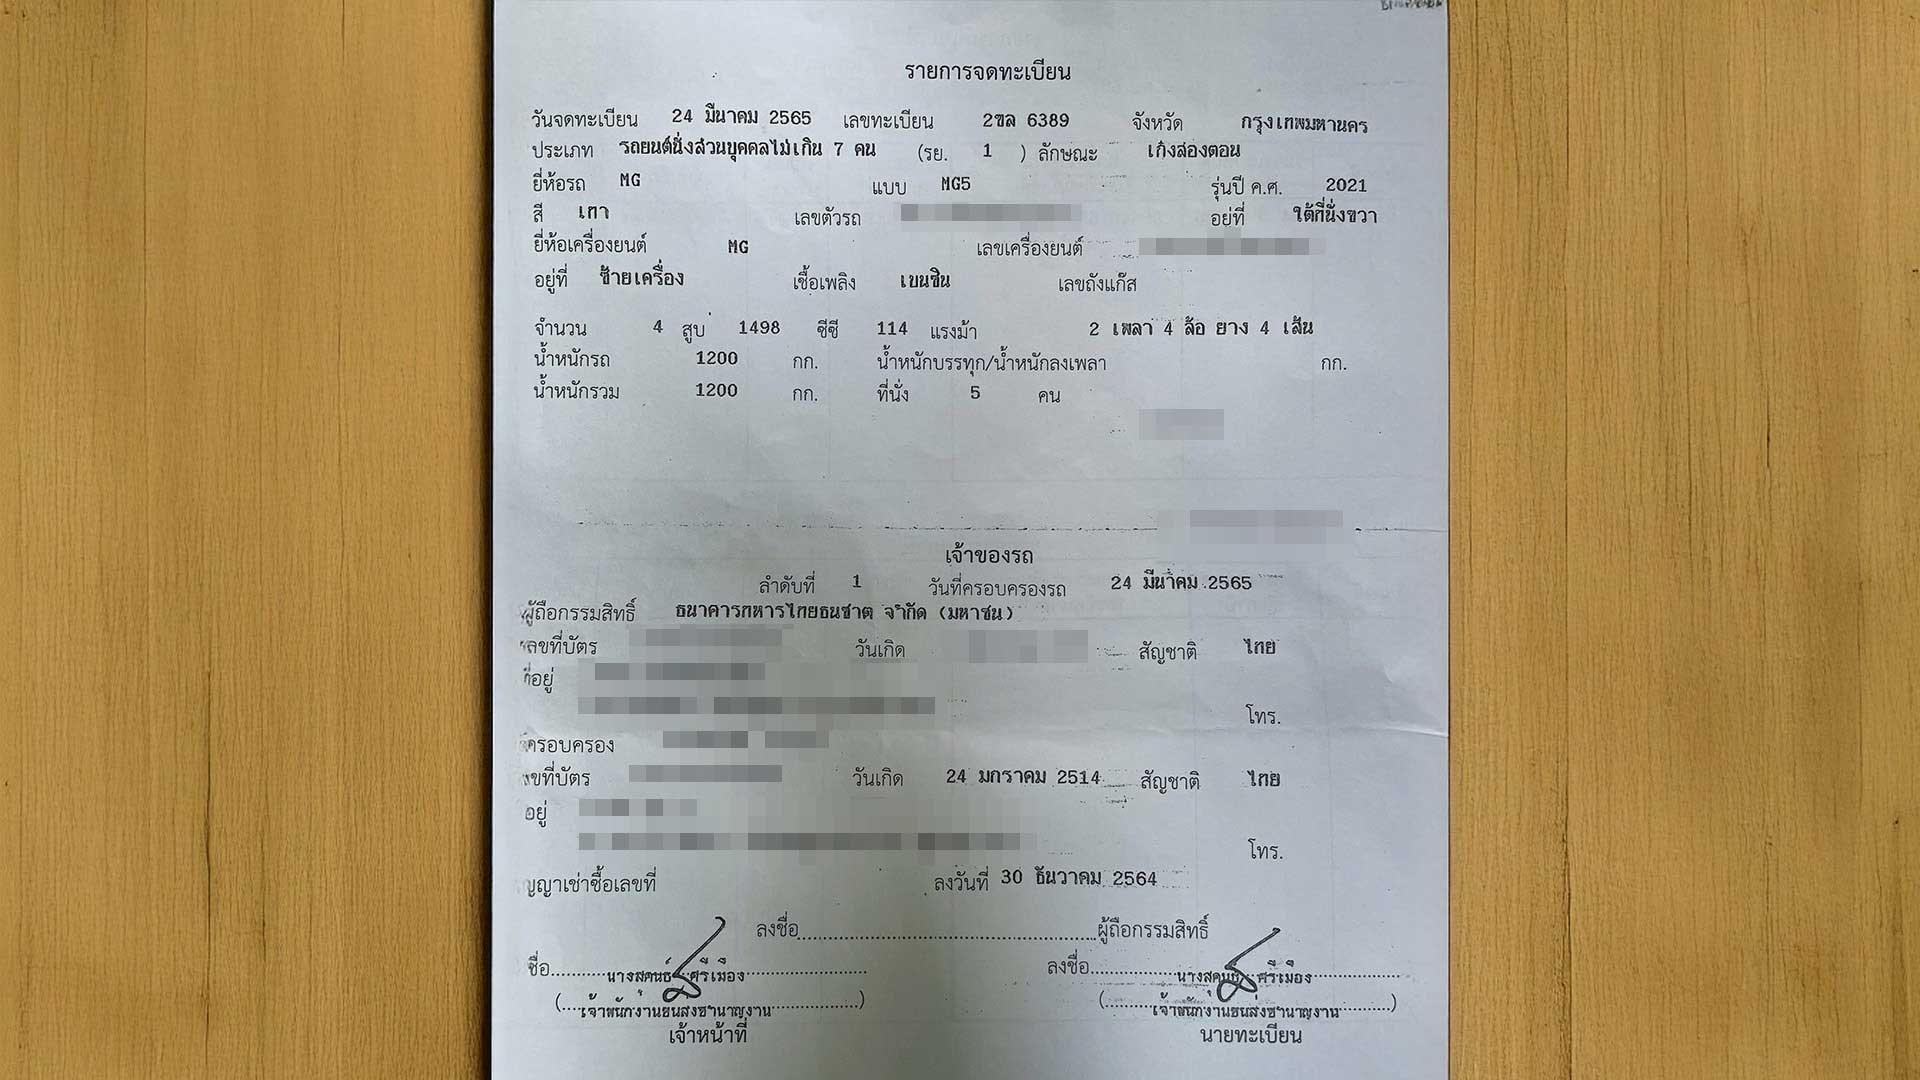 รายการจดทะเบียน
วันจดทะเบียน 24 มีนาคม 2565 เลขทะเบียน 2ขล 6389 จังหวัด กรุงเทพมหานคร
ประเภท รถยนต์นั่งส่วนบุคคลไม่เกิน 7 คน (รย. 1 ) ลักษณะ เก๋งสองตอน
ยี่ห้อรถ MG แบบ MG5 รุ่นปี ค.ศ. 2021
สี เทา เลขตัวรถ อยู่ที่ ใต้ที่นั่งขวา
ยี่ห้อเครื่องยนต์ MG เลขเครื่องยนต์
อยู่ที่ ซ้ายเครื่อง เชื้อเพลิง เบนซิน เลขถังแก๊ส
จำนวน 4 สูบ 1498 ซีซี 114 แรงม้า 2 เพลา 4 ล้อ ยาง 4 เส้น
น้ำหนักรถ 1200 กก. น้ำหนักบรรทุก/น้ำหนักลงเพลา กก.
น้ำหนักรวม 1200 กก. ที่นั่ง 5 คน
เจ้าของรถ
ลำดับที่ 1 วันที่ครอบครองรถ 24 มีนาคม 2565
ผู้ถือกรรมสิทธิ์ ธนาคารทหารไทยธนชาต จำกัด (มหาชน)
เลขที่บัตร วันเกิด สัญชาติ ไทย
ที่อยู่
โทร.
ครอบครอง
เลขที่บัตร วันเกิด 24 มกราคม 2514 สัญชาติ ไทย
อยู่
โทร.
ญญาเช่าซื้อเลขที่ ลงวันที่ 30 ธันวาคม 2564
ลงชื่อ ผู้ถือกรรมสิทธิ์
ชื่อ นางสุคนธ์ ศรีเมือง ลงชื่อ นางสุคนธ์ ศรีเมือง
(เจ้าพนักงานขนส่งชำนาญงาน) (เจ้าพนักงานขนส่งชำนาญงาน)
เจ้าหน้าที่ นายทะเบียน